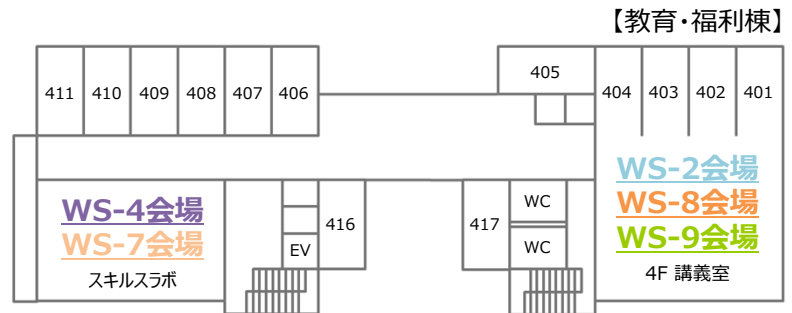 【教育・福利棟】
411
410
409
408
407
406
405
404
403
402
401
WS-4会場
WS-7会場
スキルスラボ
EV
416
417
WC
WC
WS-2会場
WS-8会場
WS-9会場
4F 講義室